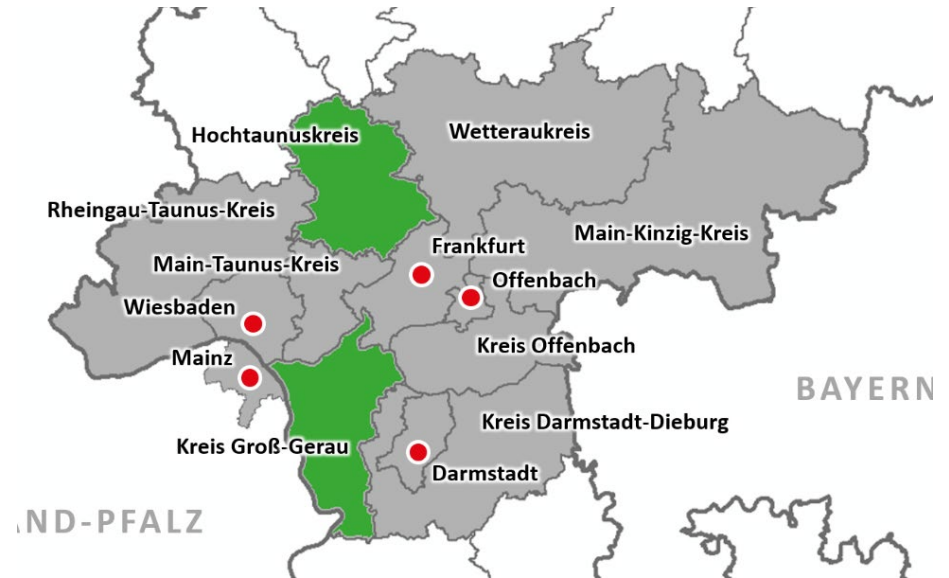 Hochtaunuskreis
Wetteraukreis
Rheingau-Taunus-Kreis
Main-Kinzig-Kreis
Frankfurt
Main-Taunus-Kreis
Offenbach
Wiesbaden
Kreis Offenbach
Mainz
BAYERN
Kreis Darmstadt-Dieburg
Kreis Groß-Gerau
Darmstadt
AND-PFALZ